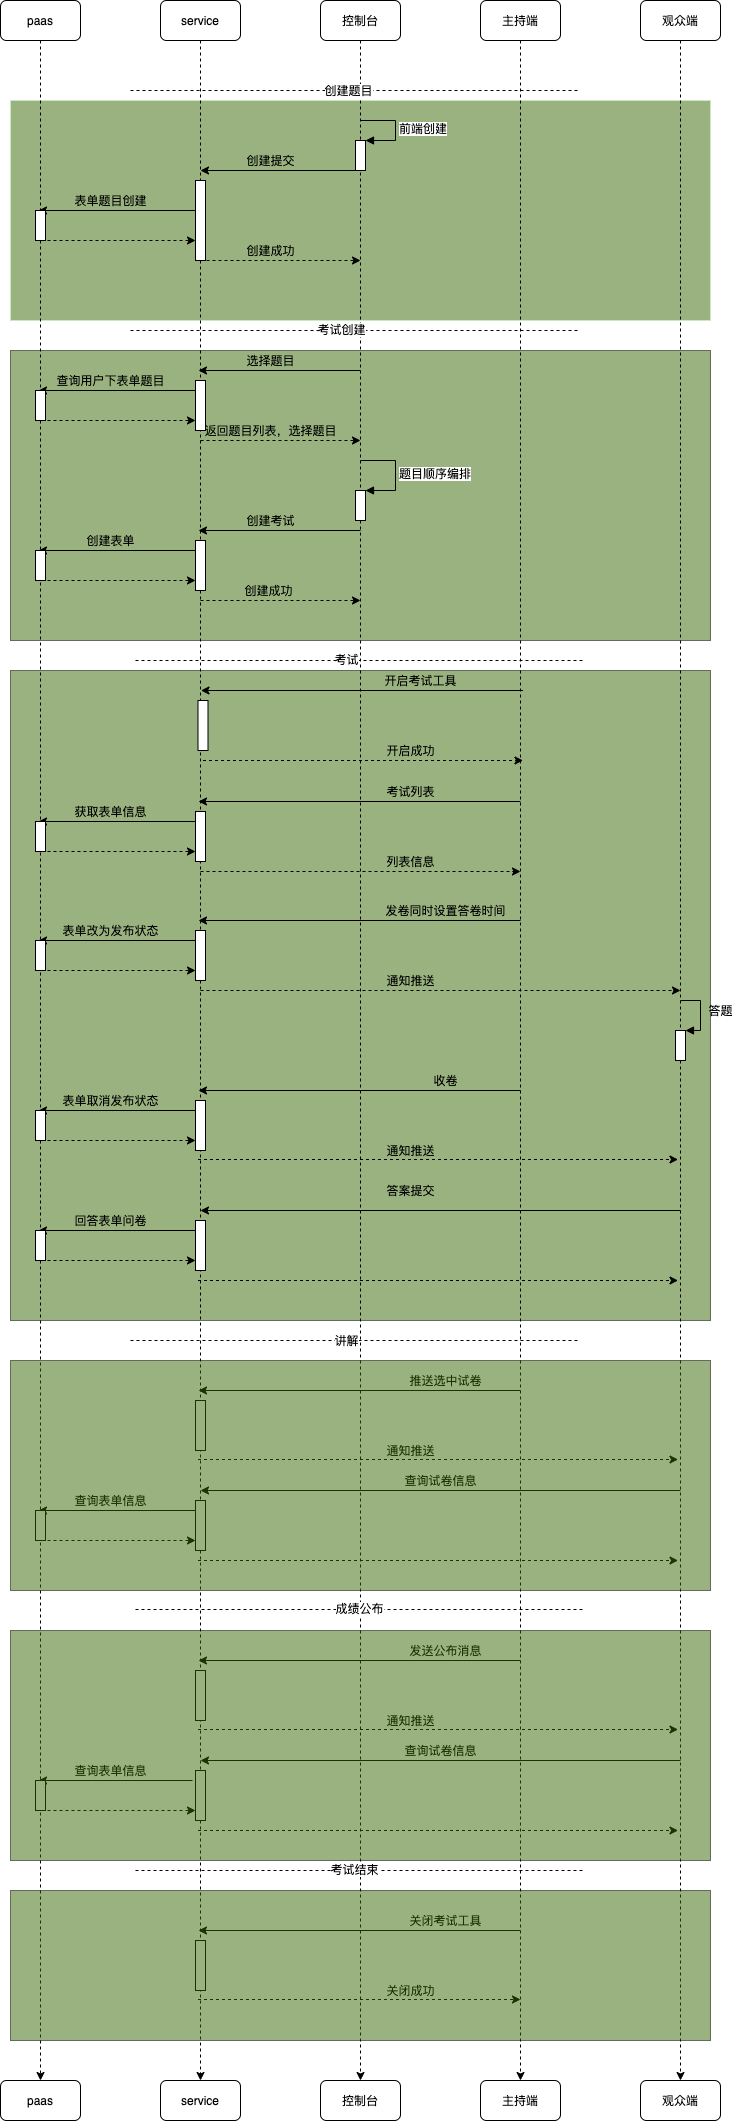 paas
service
控制台
主持端
观众端
创建题目
前端创建
创建提交
表单题目创建
创建成功
考试创建
选择题目
查询用户下表单题目
返回题目列表，选择题目
题目顺序编排
创建考试
创建表单
创建成功
考试
开启考试工具
开启成功
考试列表
获取表单信息
列表信息
发卷同时设置答卷时间
表单改为发布状态
通知推送
答题
收卷
表单取消发布状态
通知推送
答案提交
回答表单问卷
讲解
推送选中试卷
通知推送
查询试卷信息
查询表单信息
成绩公布
发送公布消息
通知推送
查询试卷信息
查询表单信息
考试结束
关闭考试工具
关闭成功
paas
service
控制台
主持端
观众端